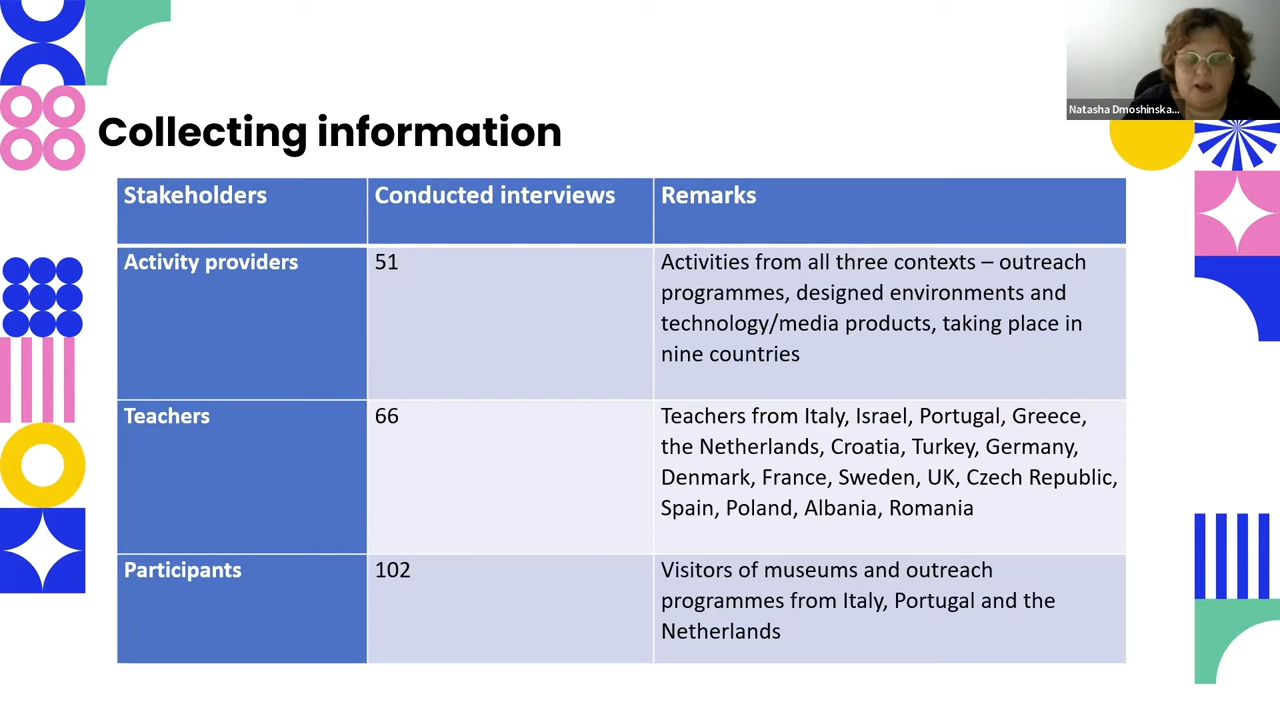 Natasha Dmoshinska...
Collecting information
Stakeholders
Conducted interviews
Remarks
Activity providers
51
Activities from all three contexts – outreach
programmes, designed environments and
technology/media products, taking place in
nine countries
Teachers
66
Teachers from Italy, Israel, Portugal, Greece,
the Netherlands, Croatia, Turkey, Germany,
Denmark, France, Sweden, UK, Czech Republic,
Spain, Poland, Albania, Romania
Participants
102
Visitors of museums and outreach
programmes from Italy, Portugal and the
Netherlands